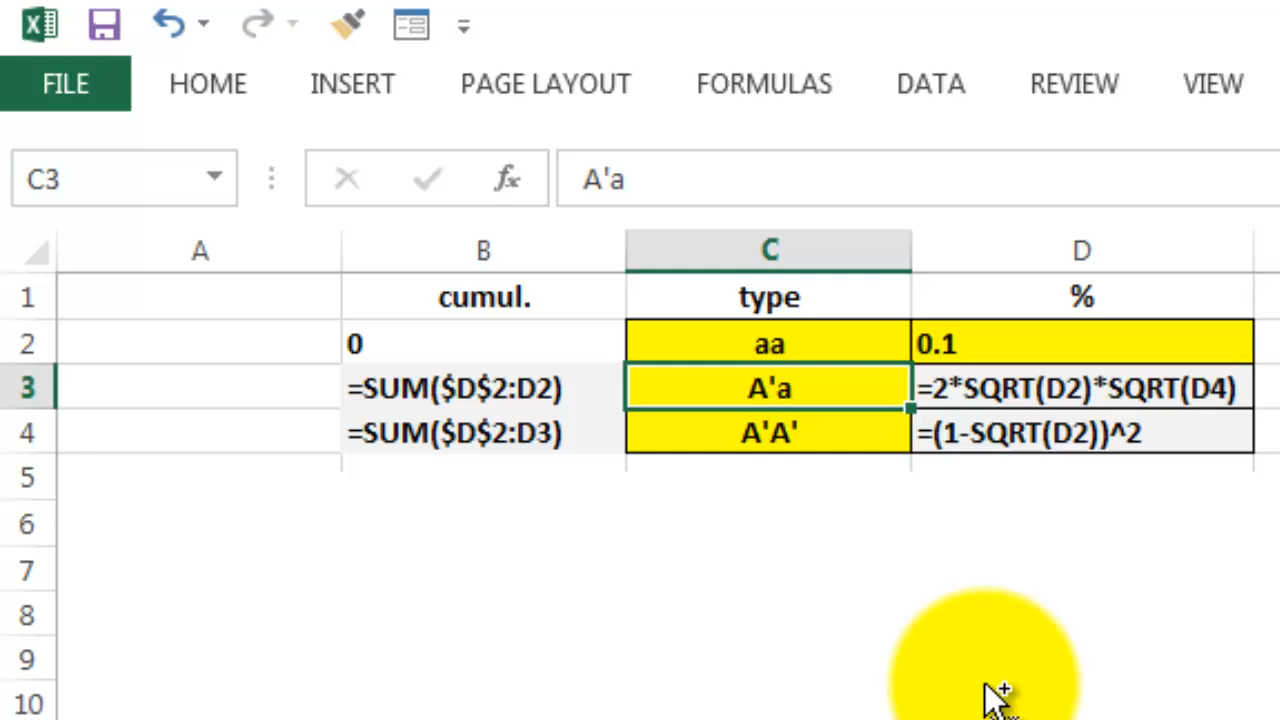 FILE HOME INSERT PAGE LAYOUT FORMULAS DATA REVIEW VIEW
C3 fx A'a
A B C D
1 cumul. type %
2 0 aa 0.1
3 =SUM($D$2:D2) A'a =2*SQRT(D2)*SQRT(D4)
4 =SUM($D$2:D3) A'A' =(1-SQRT(D2))^2
5
6
7
8
9
10